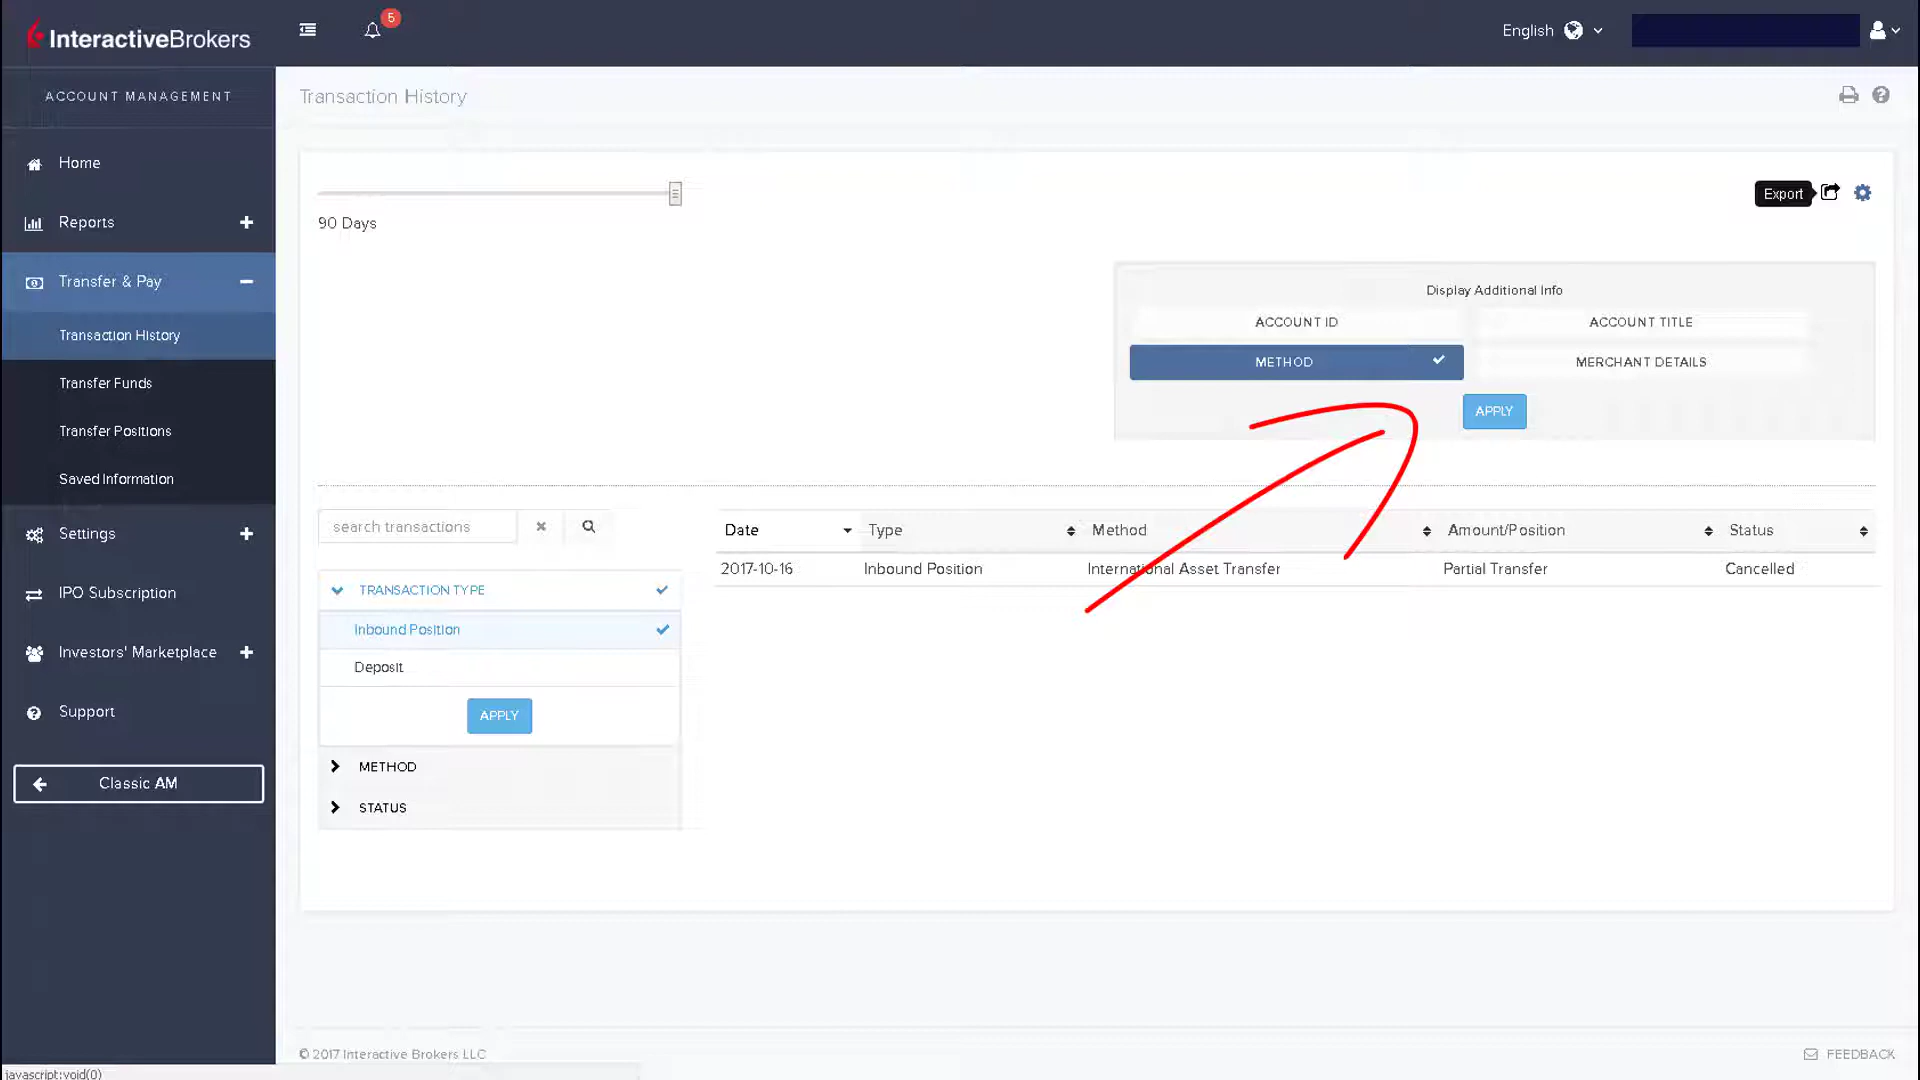 InteractiveBrokers
5
English
ACCOUNT MANAGEMENT
Transaction History
Home
Reports
Transfer & Pay
Transaction History
Transfer Funds
Transfer Positions
Saved Information
Settings
IPO Subscription
Investors' Marketplace
Support
Classic AM
90 Days
Export
Display Additional Info
ACCOUNT ID
ACCOUNT TITLE
METHOD
MERCHANT DETAILS
APPLY
search transactions
TRANSACTION TYPE
Inbound Position
Deposit
APPLY
METHOD
STATUS
Date Type Method Amount/Position Status
2017-10-16 Inbound Position International Asset Transfer Partial Transfer Cancelled
© 2017 Interactive Brokers LLC
FEEDBACK
javascript:void(0)